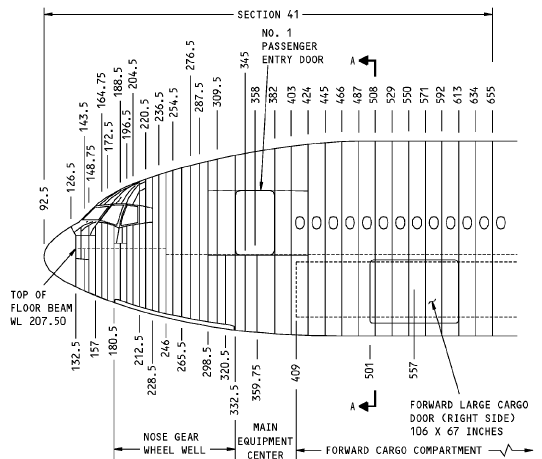 SECTION 41
NO. 1
PASSENGER
ENTRY DOOR
A
92.5
126.5
143.5
148.75
164.75
172.5
188.5
196.5
204.5
220.5
236.5
254.5
276.5
287.5
309.5
345
358
382
403
424
445
466
487
508
529
550
571
592
613
634
655
TOP OF
FLOOR BEAM
WL 207.50
132.5
157
180.5
212.5
228.5
246
265.5
298.5
320.5
332.5
359.75
409
501
557
A
FORWARD LARGE CARGO
DOOR (RIGHT SIDE)
106 X 67 INCHES
NOSE GEAR
WHEEL WELL
MAIN
EQUIPMENT
CENTER
FORWARD CARGO COMPARTMENT